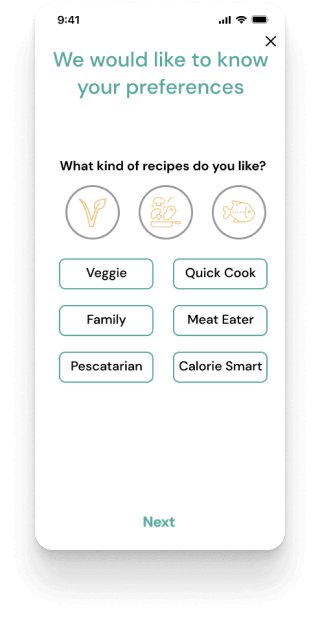 9:41
We would like to know
your preferences
What kind of recipes do you like?
Veggie
Quick Cook
Family
Meat Eater
Pescatarian
Calorie Smart
Next